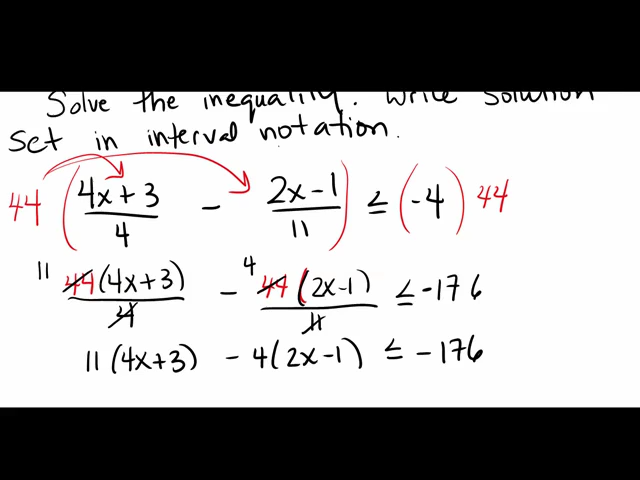 Solve the inequality. Write solution
set in interval notation.
44 ( (4x+3)/4 - (2x-1)/11 ) ≤ (-4) 44
11 44(4x+3)/4 - 4 44(2x-1)/11 ≤ -176
11(4x+3) - 4(2x-1) ≤ -176